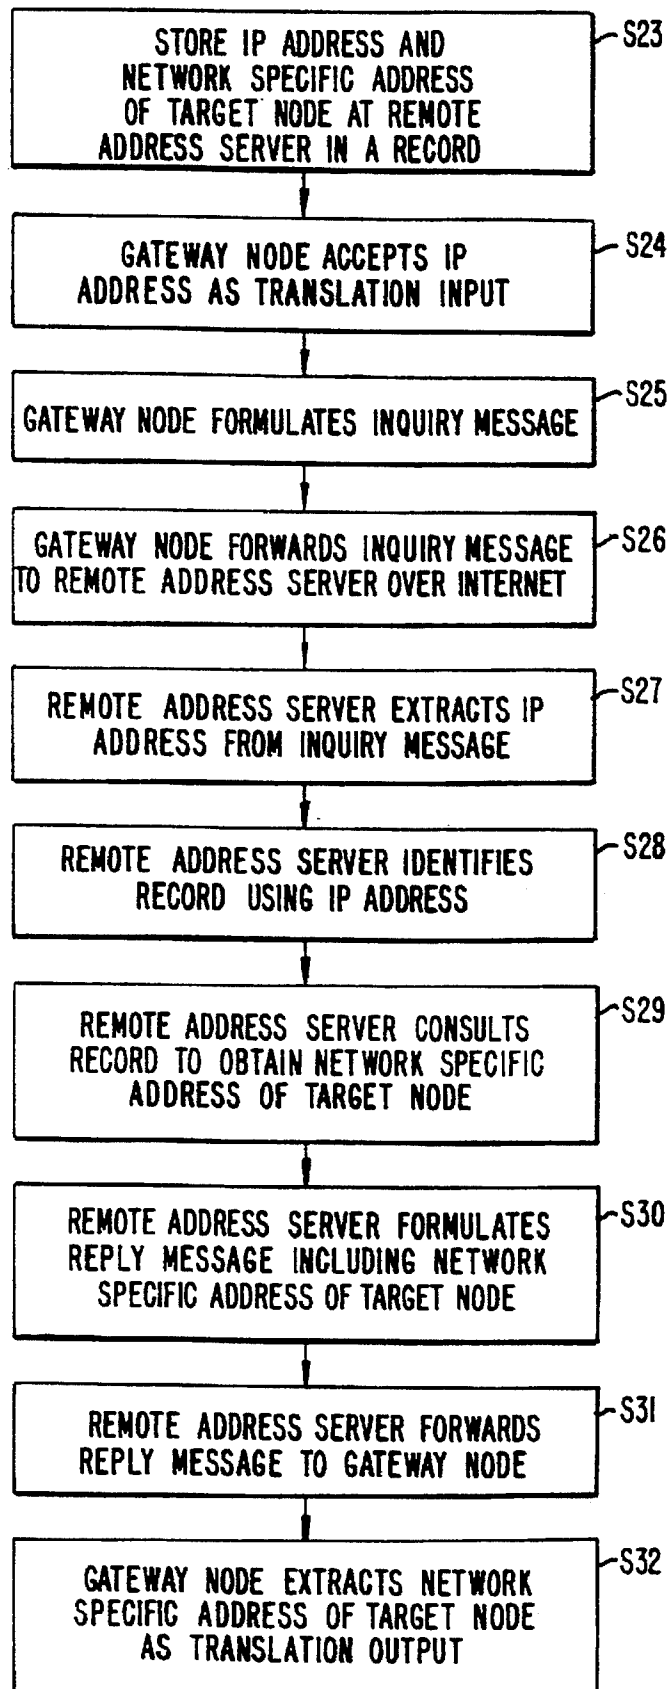 STORE IP ADDRESS AND
NETWORK SPECIFIC ADDRESS
OF TARGET NODE AT REMOTE
ADDRESS SERVER IN A RECORD
S23
GATEWAY NODE ACCEPTS IP
ADDRESS AS TRANSLATION INPUT
S24
GATEWAY NODE FORMULATES INQUIRY MESSAGE
S25
GATEWAY NODE FORWARDS INQUIRY MESSAGE
TO REMOTE ADDRESS SERVER OVER INTERNET
S26
REMOTE ADDRESS SERVER EXTRACTS IP
ADDRESS FROM INQUIRY MESSAGE
S27
REMOTE ADDRESS SERVER IDENTIFIES
RECORD USING IP ADDRESS
S28
REMOTE ADDRESS SERVER CONSULTS
RECORD TO OBTAIN NETWORK SPECIFIC
ADDRESS OF TARGET NODE
S29
REMOTE ADDRESS SERVER FORMULATES
REPLY MESSAGE INCLUDING NETWORK
SPECIFIC ADDRESS OF TARGET NODE
S30
REMOTE ADDRESS SERVER FORWARDS
REPLY MESSAGE TO GATEWAY NODE
S31
GATEWAY NODE EXTRACTS NETWORK
SPECIFIC ADDRESS OF TARGET NODE
AS TRANSLATION OUTPUT
S32